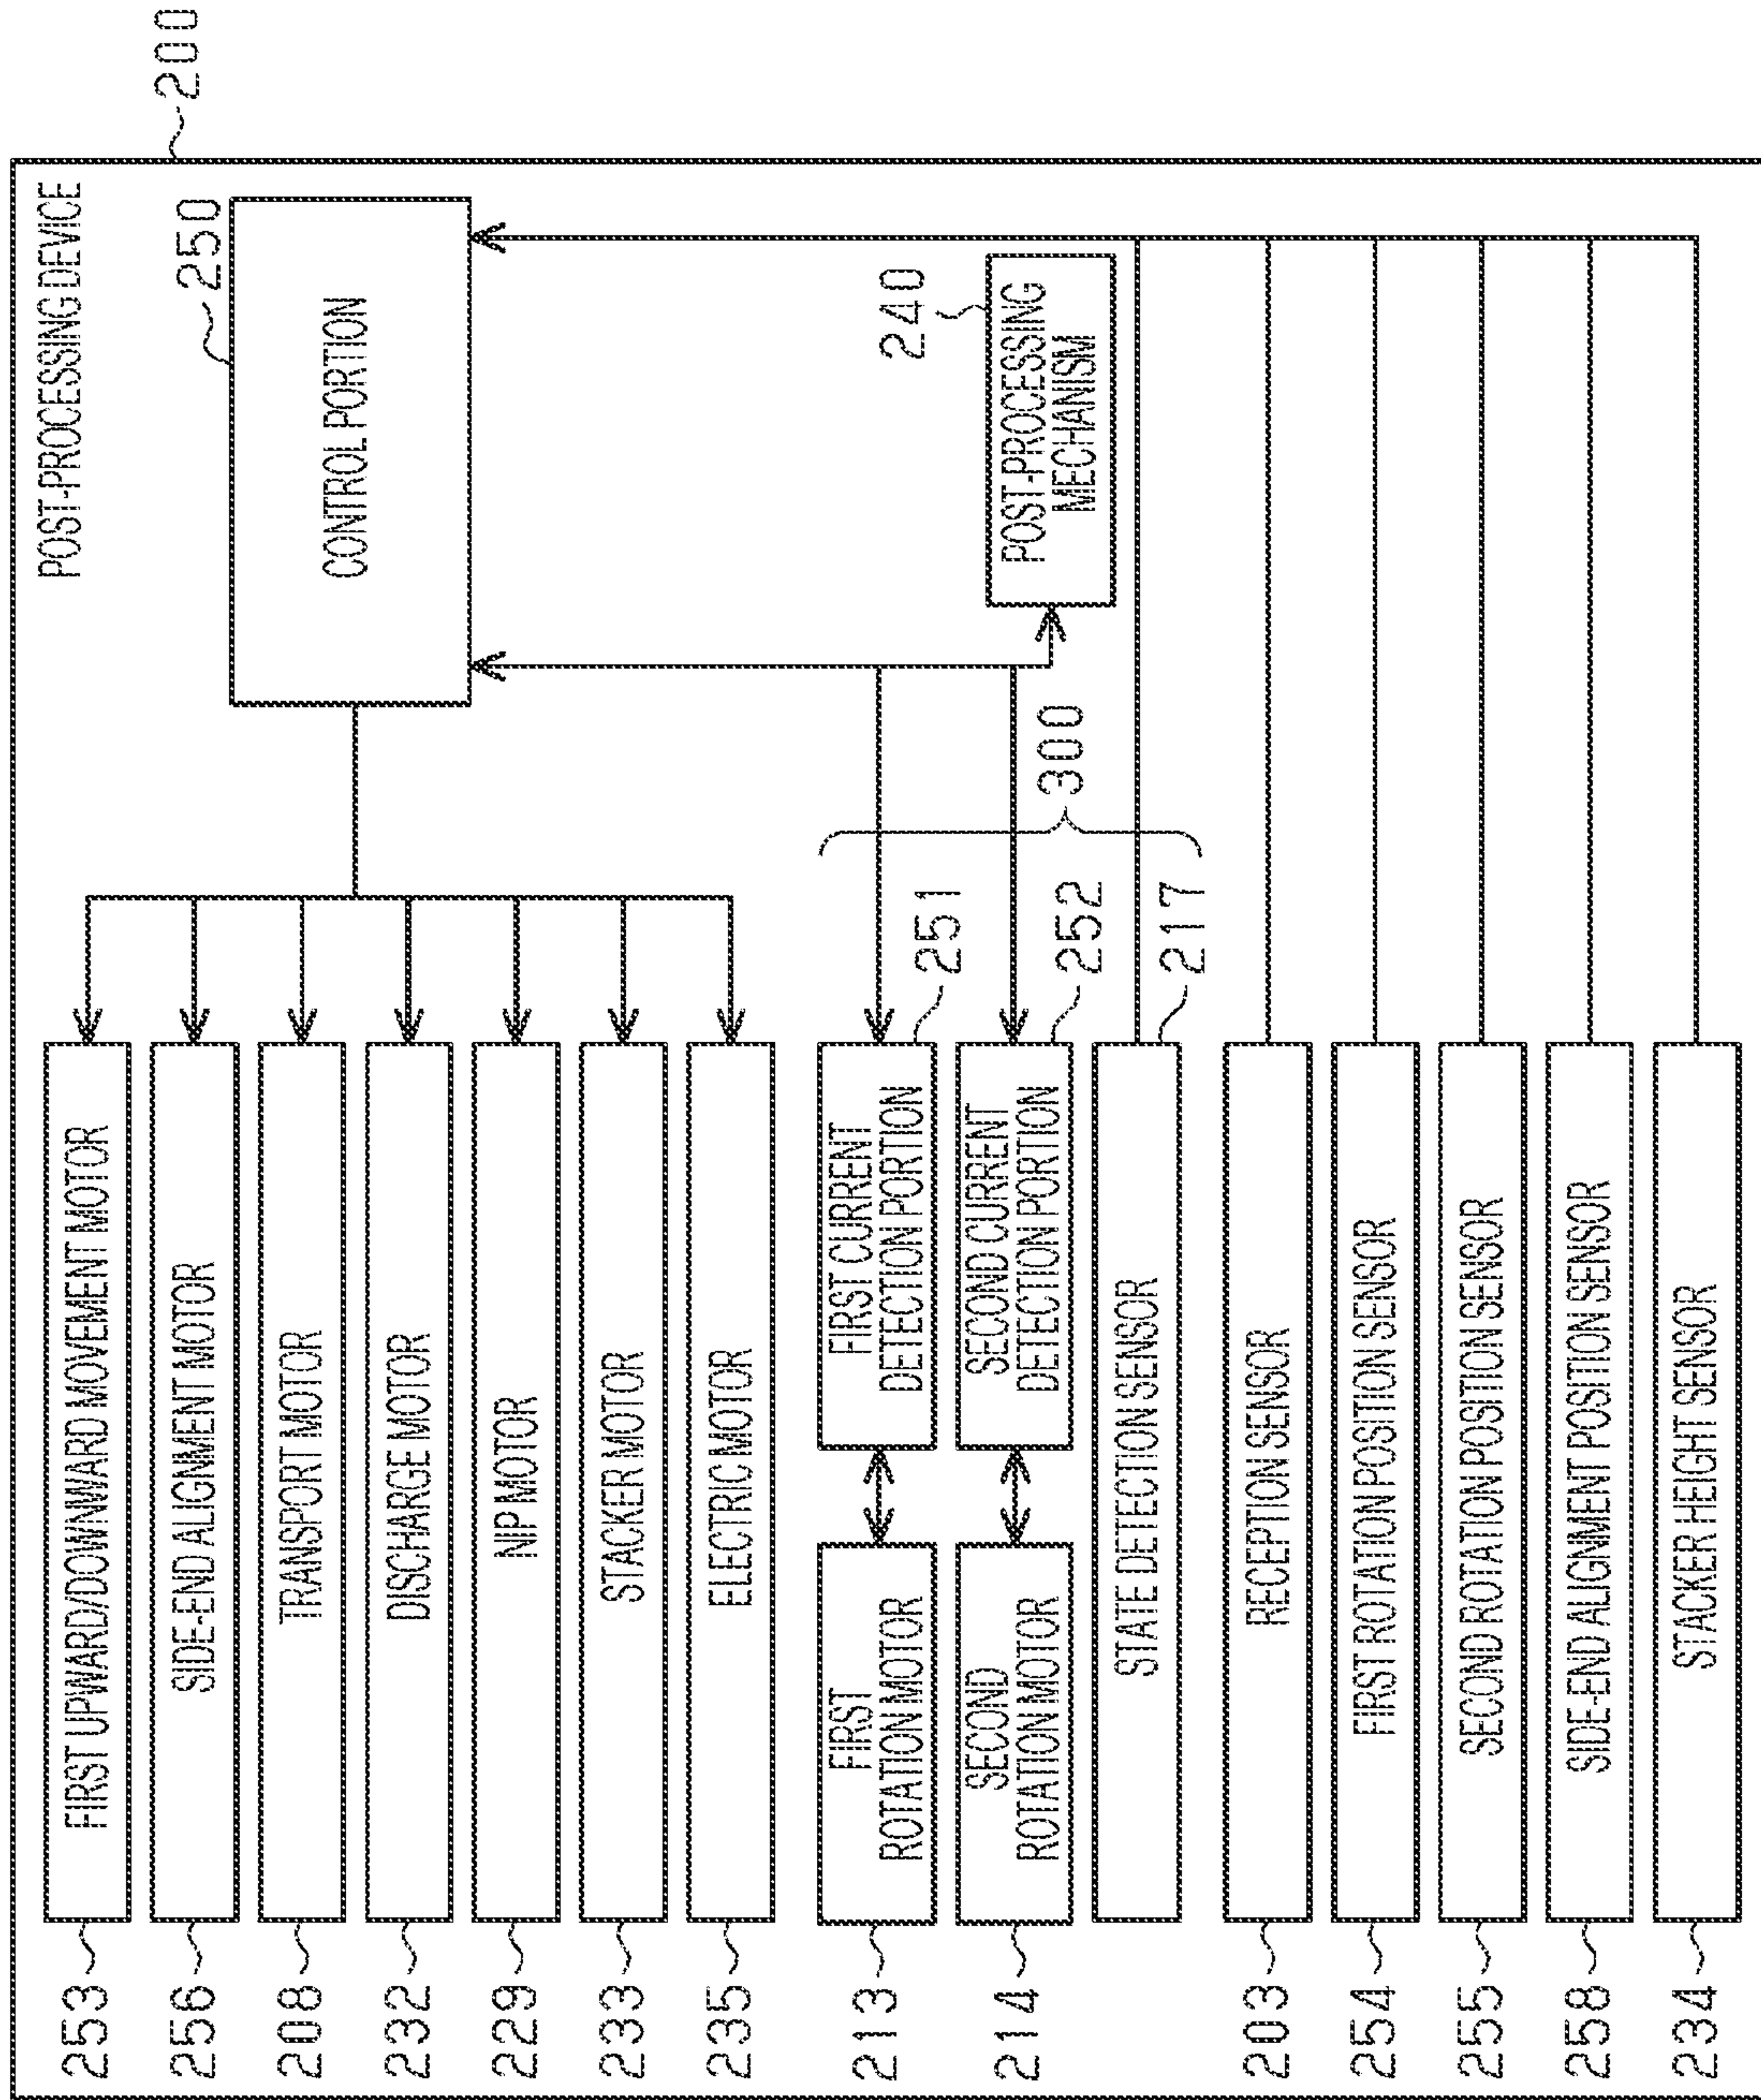 POST-PROCESSING DEVICE
200
250
CONTROL PORTION
240
POST-PROCESSING
MECHANISM
253
FIRST UPWARD/DOWNWARD MOVEMENT MOTOR
256
SIDE-END ALIGNMENT MOTOR
208
TRANSPORT MOTOR
232
DISCHARGE MOTOR
229
NIP MOTOR
233
STACKER MOTOR
235
ELECTRIC MOTOR
300
213
FIRST
ROTATION MOTOR
FIRST CURRENT
DETECTION PORTION
251
214
SECOND
ROTATION MOTOR
SECOND CURRENT
DETECTION PORTION
252
STATE DETECTION SENSOR
217
203
RECEPTION SENSOR
254
FIRST ROTATION POSITION SENSOR
255
SECOND ROTATION POSITION SENSOR
258
SIDE-END ALIGNMENT POSITION SENSOR
234
STACKER HEIGHT SENSOR